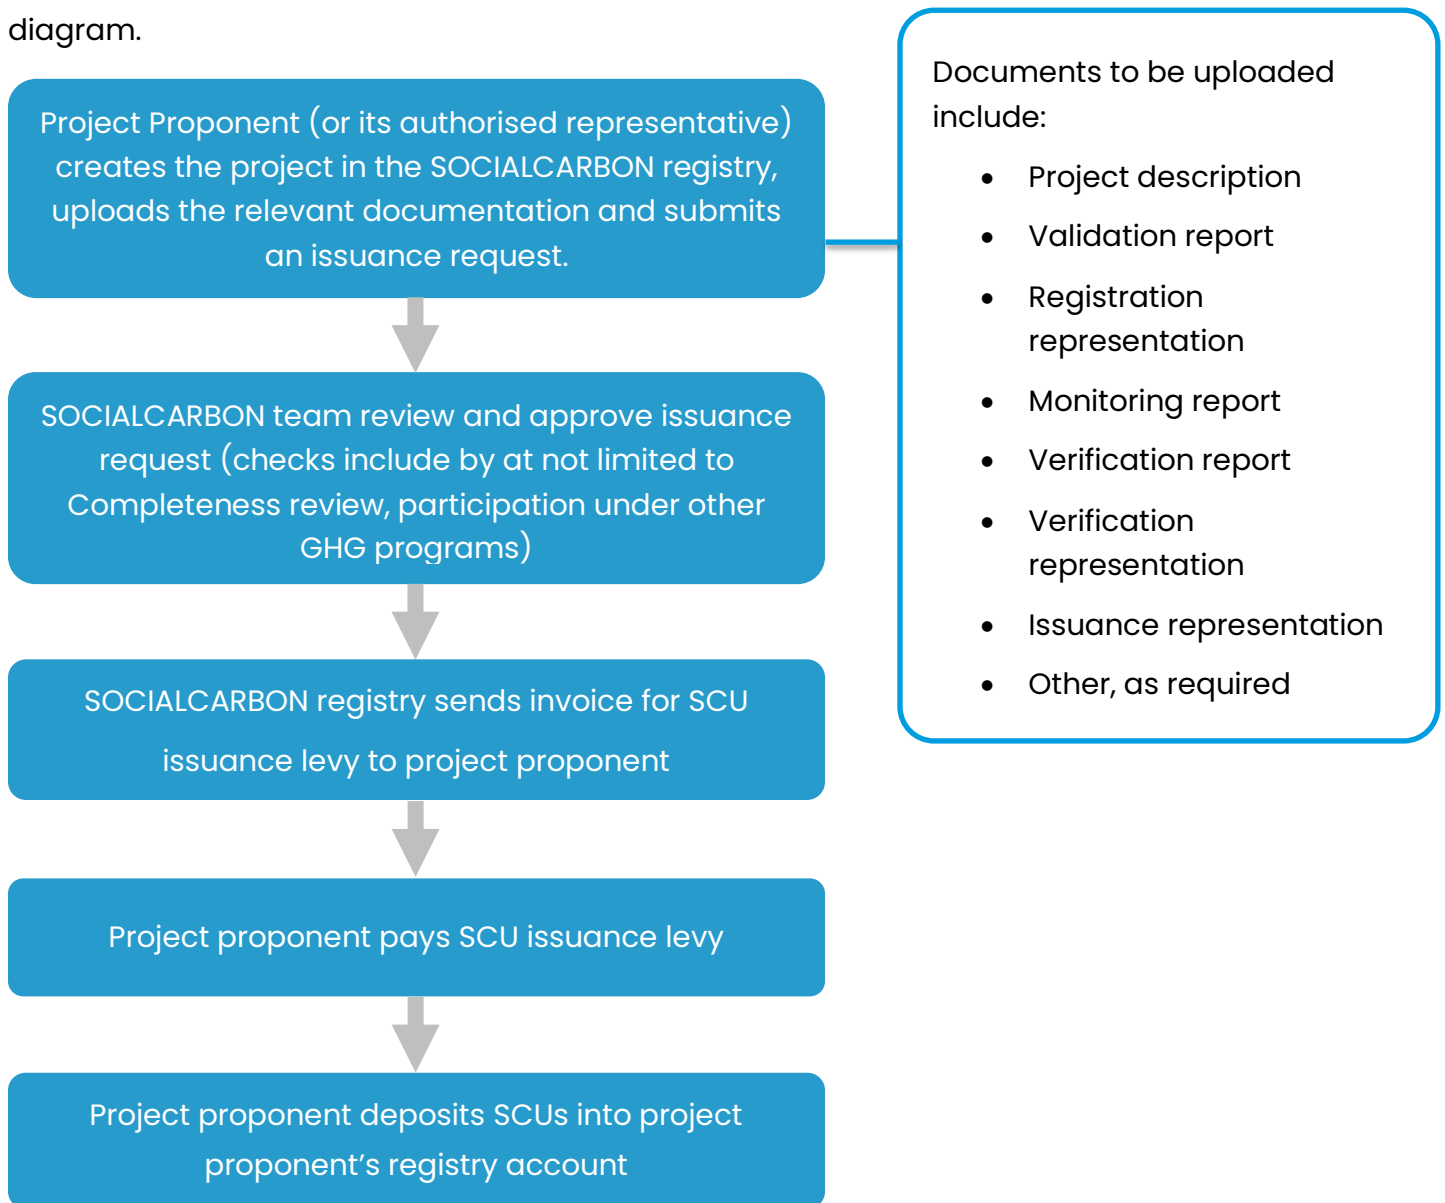 diagram.
Project Proponent (or its authorised representative)
creates the project in the SOCIALCARBON registry,
uploads the relevant documentation and submits
an issuance request.
Documents to be uploaded
include:
• Project description
• Validation report
• Registration
representation
• Monitoring report
• Verification report
• Verification
representation
• Issuance representation
• Other, as required
SOCIALCARBON team review and approve issuance
request (checks include by at not limited to
Completeness review, participation under other
GHG programs)
SOCIALCARBON registry sends invoice for SCU
issuance levy to project proponent
Project proponent pays SCU issuance levy
Project proponent deposits SCUs into project
proponent’s registry account